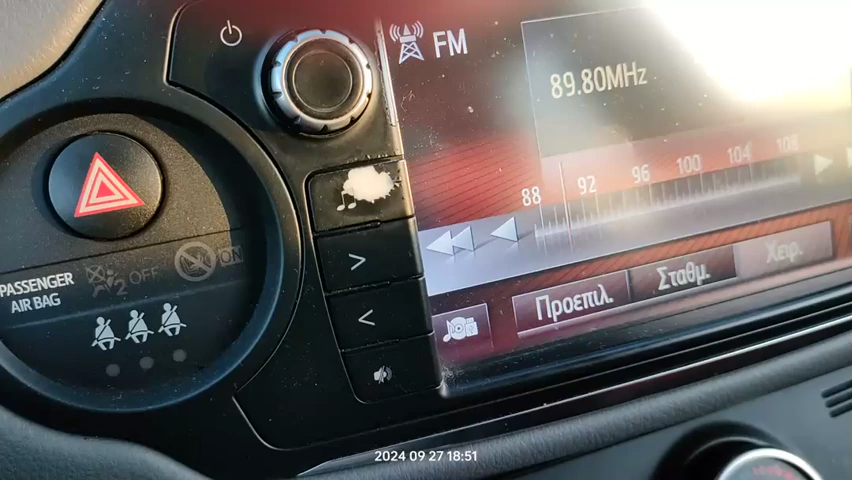 FM
89.80MHz
88 92 96 100 104 108
Προεπιλ. Σταθμ. Χειρ.
PASSENGER
AIR BAG
2 OFF ON
2024 09 27 18:51